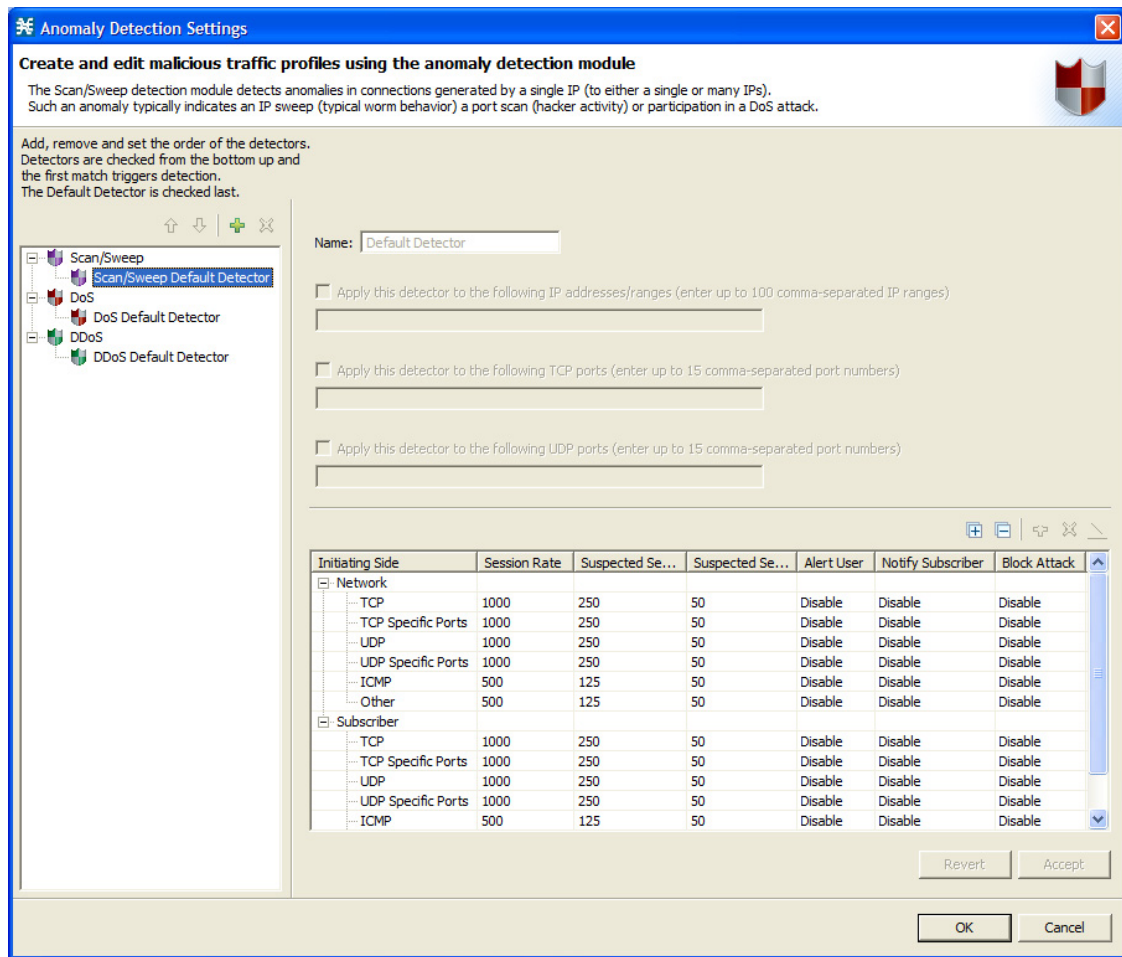 Anomaly Detection Settings
Create and edit malicious traffic profiles using the anomaly detection module
The Scan/Sweep detection module detects anomalies in connections generated by a single IP (to either a single or many IPs).
Such an anomaly typically indicates an IP sweep (typical worm behavior) a port scan (hacker activity) or participation in a DoS attack.
Add, remove and set the order of the detectors.
Detectors are checked from the bottom up and
the first match triggers detection.
The Default Detector is checked last.
Scan/Sweep
Scan/Sweep Default Detector
DoS
DoS Default Detector
DDoS
DDoS Default Detector
Name: Default Detector
Apply this detector to the following IP addresses/ranges (enter up to 100 comma-separated IP ranges)
Apply this detector to the following TCP ports (enter up to 15 comma-separated port numbers)
Apply this detector to the following UDP ports (enter up to 15 comma-separated port numbers)
Initiating Side Session Rate Suspected Se... Suspected Se... Alert User Notify Subscriber Block Attack
Network
TCP 1000 250 50 Disable Disable Disable
TCP Specific Ports 1000 250 50 Disable Disable Disable
UDP 1000 250 50 Disable Disable Disable
UDP Specific Ports 1000 250 50 Disable Disable Disable
ICMP 500 125 50 Disable Disable Disable
Other 500 125 50 Disable Disable Disable
Subscriber
TCP 1000 250 50 Disable Disable Disable
TCP Specific Ports 1000 250 50 Disable Disable Disable
UDP 1000 250 50 Disable Disable Disable
UDP Specific Ports 1000 250 50 Disable Disable Disable
ICMP 500 125 50 Disable Disable Disable
Revert Accept
OK Cancel